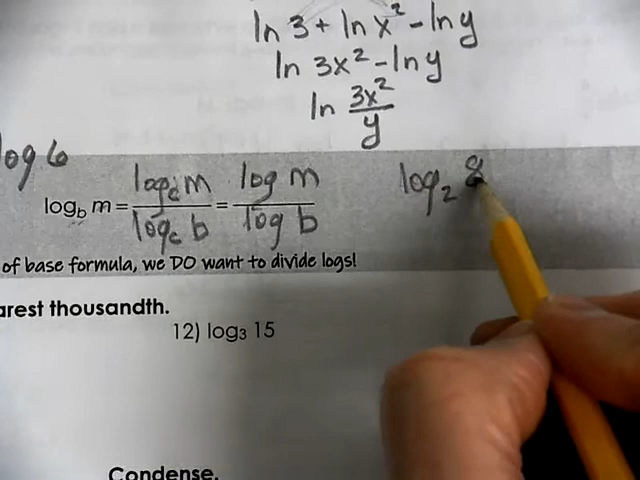 ln 3 + ln x² - ln y
ln 3x² - ln y
ln 3x²/y
log 6
log_b m = log_c m / log_c b = log m / log b
log₂ 8
of base formula, we DO want to divide logs!
arest thousandth.
12) log₃ 15
Condense.